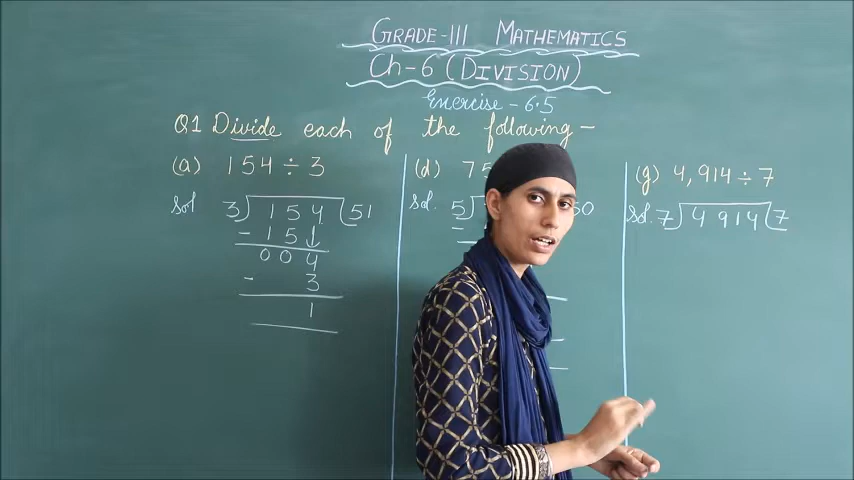 GRADE-III MATHEMATICS
Ch-6 (DIVISION)
Exercise - 6.5
Q1 Divide each of the following -
(a) 154 ÷ 3
Sol 3) 154 (51
- 15↓
004
- 3
1
(d) 75
Sol. 5)
-
(g) 4,914 ÷ 7
Sol. 7) 4914 (7